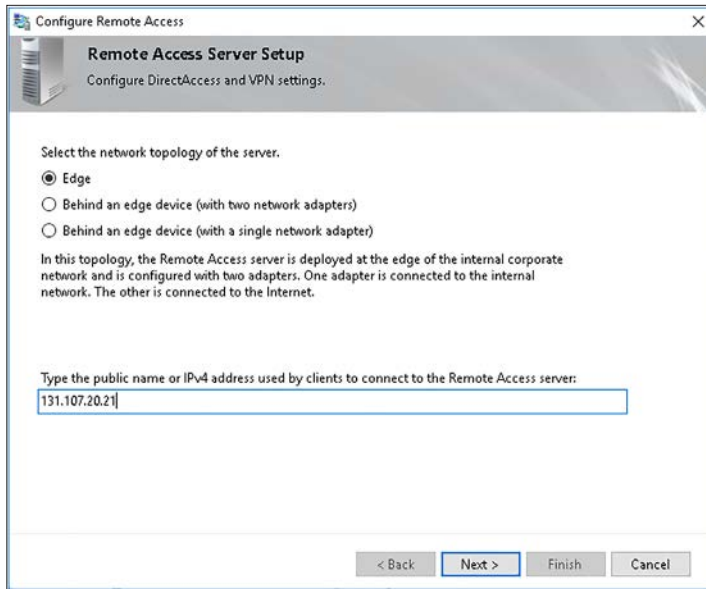 Configure Remote Access
Remote Access Server Setup
Configure DirectAccess and VPN settings.
Select the network topology of the server.
Edge
Behind an edge device (with two network adapters)
Behind an edge device (with a single network adapter)
In this topology, the Remote Access server is deployed at the edge of the internal corporate
network and is configured with two adapters. One adapter is connected to the internal
network. The other is connected to the Internet.
Type the public name or IPv4 address used by clients to connect to the Remote Access server:
131.107.20.21
< Back Next > Finish Cancel